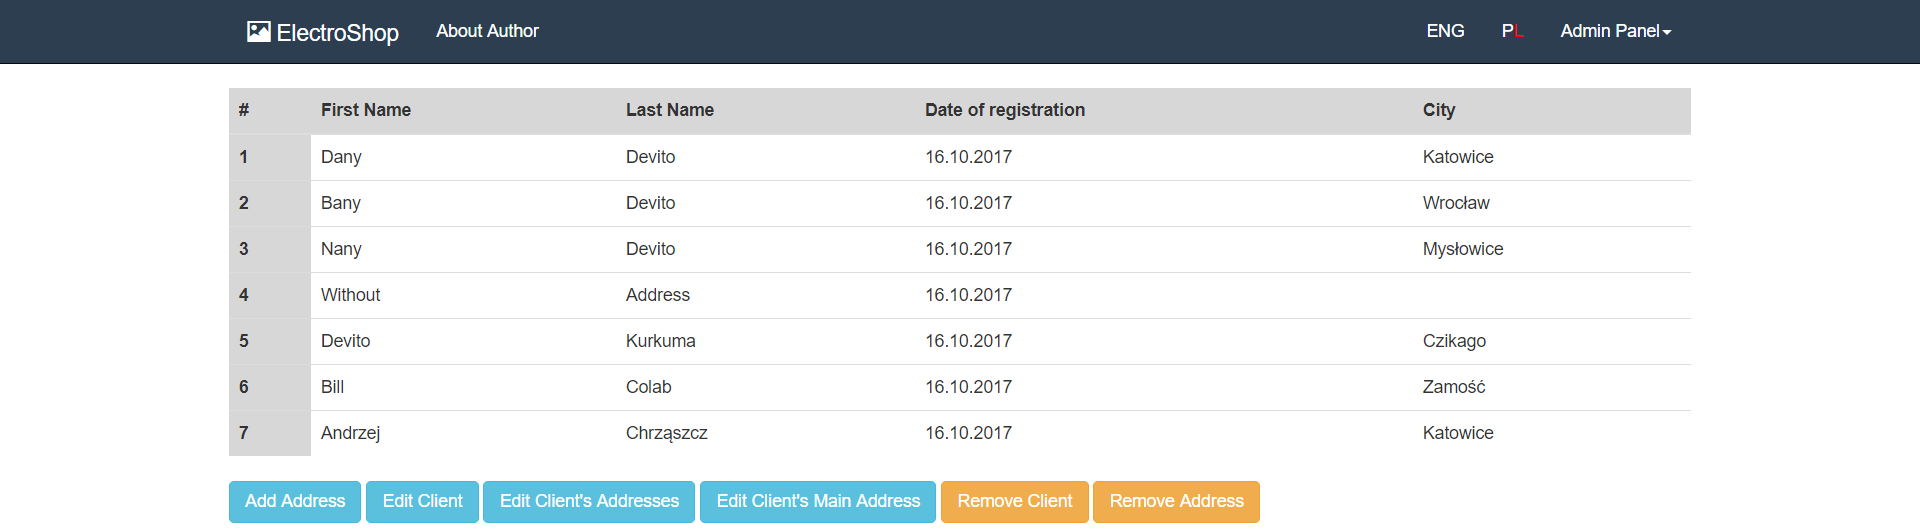 ElectroShop About Author ENG PL Admin Panel
# First Name Last Name Date of registration City
1 Dany Devito 16.10.2017 Katowice
2 Bany Devito 16.10.2017 Wrocław
3 Nany Devito 16.10.2017 Mysłowice
4 Without Address 16.10.2017
5 Devito Kurkuma 16.10.2017 Czikago
6 Bill Colab 16.10.2017 Zamość
7 Andrzej Chrząszcz 16.10.2017 Katowice
Add Address Edit Client Edit Client's Addresses Edit Client's Main Address Remove Client Remove Address